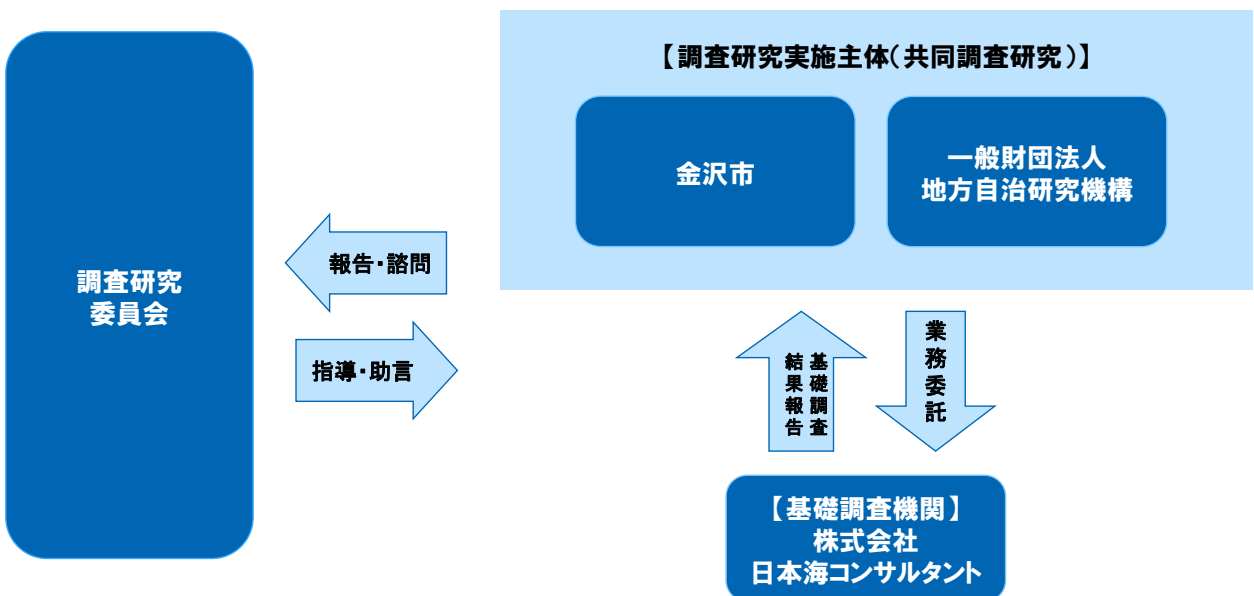 【調査研究実施主体(共同調査研究)】
金沢市
一般財団法人
地方自治研究機構
調査研究
委員会
報告・諮問
指導・助言
基礎調査
結果報告
業務委託
【基礎調査機関】
株式会社
日本海コンサルタント